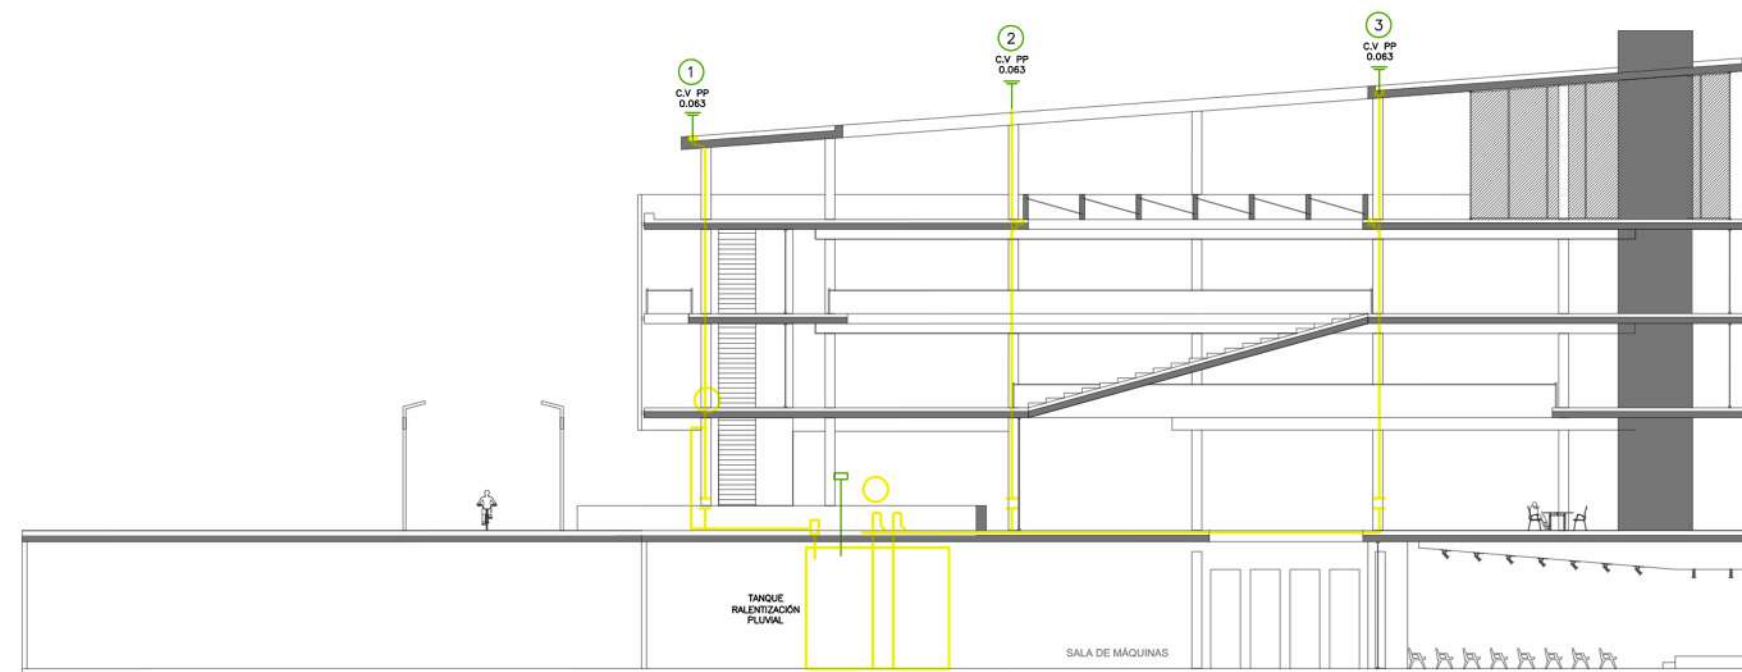 1
C.V PP
0.063
2
C.V PP
0.063
3
C.V PP
0.063
TANQUE
RALENTIZACIÓN
PLUVIAL
SALA DE MÁQUINAS